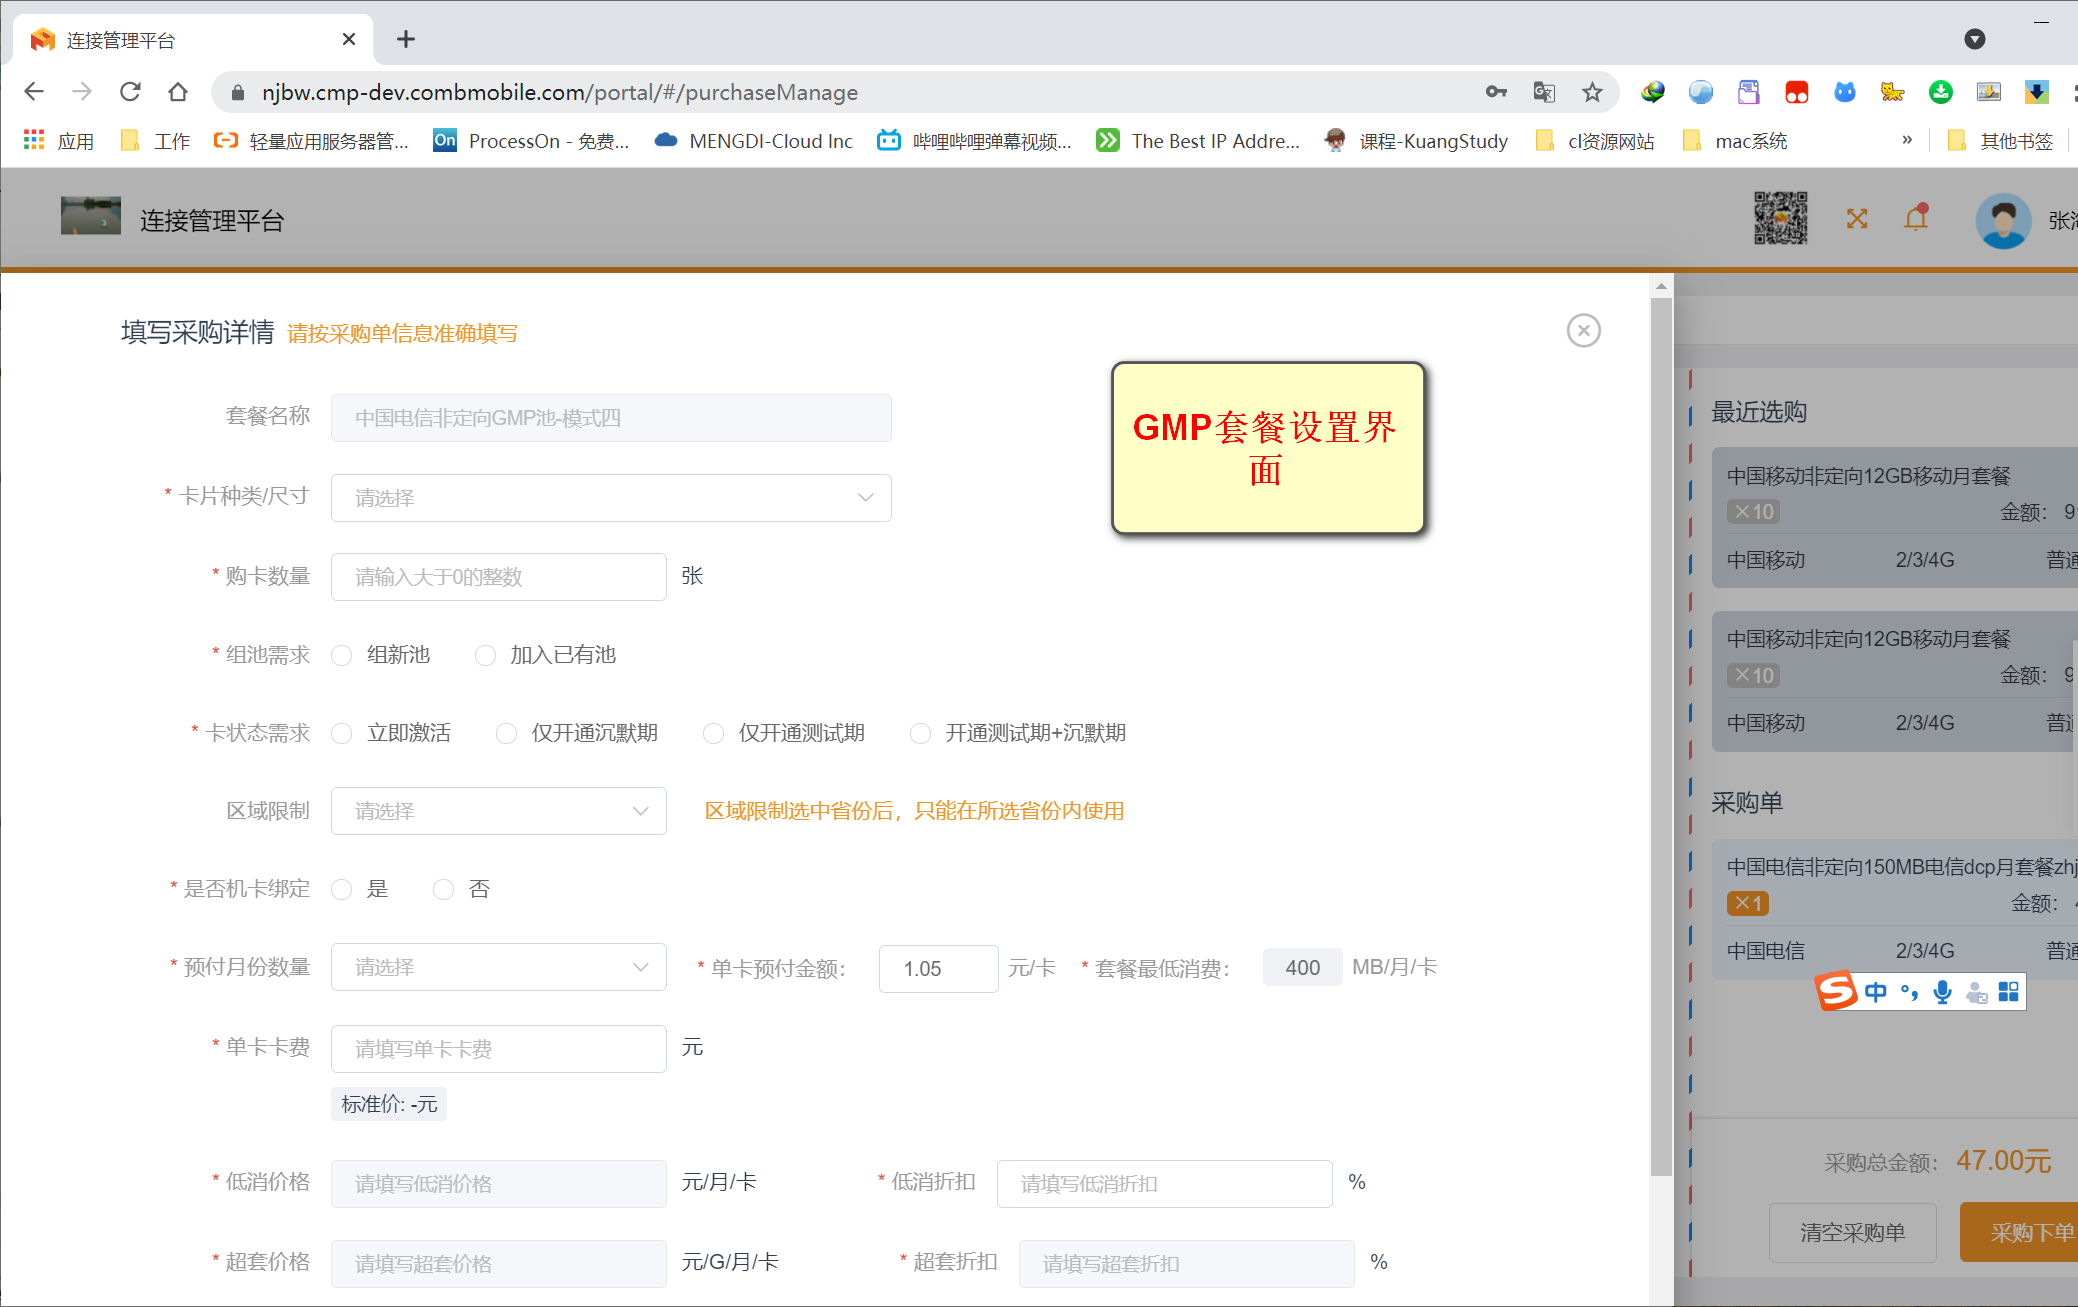 连接管理平台
njbw.cmp-dev.combmobile.com/portal/#/purchaseManage
应用 工作 轻量应用服务器管... On ProcessOn - 免费... MENGDI-Cloud Inc 哔哩哔哩弹幕视频... The Best IP Addre... 课程-KuangStudy cl资源网站 mac系统 » 其他书签
连接管理平台
填写采购详情 请按采购单信息准确填写
GMP套餐设置界
面
套餐名称 中国电信非定向GMP池-模式四
* 卡片种类/尺寸 请选择
* 购卡数量 请输入大于0的整数 张
* 组池需求 组新池 加入已有池
* 卡状态需求 立即激活 仅开通沉默期 仅开通测试期 开通测试期+沉默期
区域限制 请选择 区域限制选中省份后，只能在所选省份内使用
* 是否机卡绑定 是 否
* 预付月份数量 请选择 * 单卡预付金额： 1.05 元/卡 * 套餐最低消费： 400 MB/月/卡
* 单卡卡费 请填写单卡卡费 元
标准价: -元
* 低消价格 请填写低消价格 元/月/卡 * 低消折扣 请填写低消折扣 %
* 超套价格 请填写超套价格 元/G/月/卡 * 超套折扣 请填写超套折扣 %
最近选购
中国移动非定向12GB移动月套餐
×10 金额：
中国移动 2/3/4G 普通
中国移动非定向12GB移动月套餐
×10 金额：
中国移动 2/3/4G 普通
采购单
中国电信非定向150MB电信dcp月套餐zhj
×1 金额：
中国电信 2/3/4G 普通
中
采购总金额： 47.00元
清空采购单 采购下单